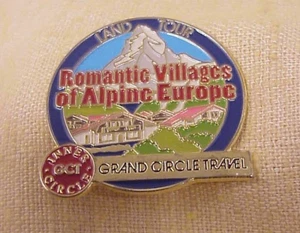 LAND TOUR
Romantic Villages
of Alpine Europe
INNER
GCT
CIRCLE
GRAND CIRCLE TRAVEL